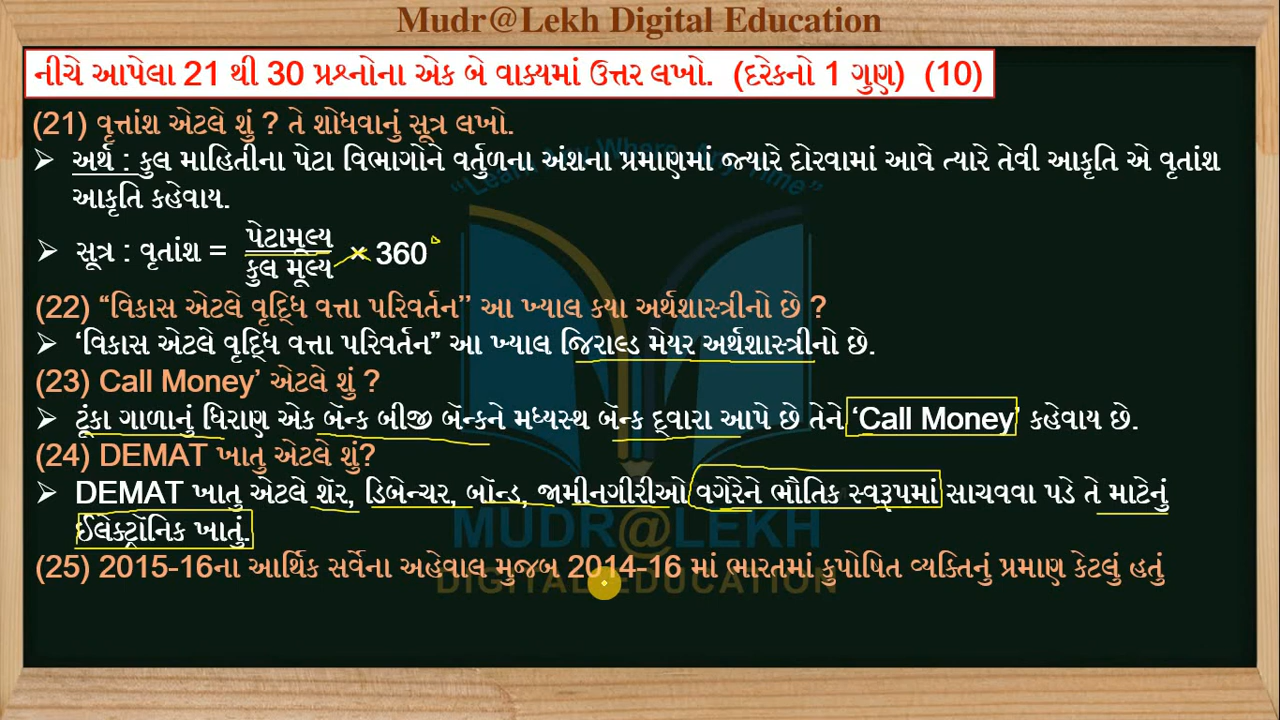 Mudr@Lekh Digital Education
નીચે આપેલા 21 થી 30 પ્રશ્નોના એક બે વાક્યમાં ઉત્તર લખો. (દરેકનો 1 ગુણ) (10)
(21) વૃત્તાંશ એટલે શું ? તે શોધવાનું સૂત્ર લખો.
➢ અર્થ : કુલ માહિતીના પેટા વિભાગોને વર્તુળના અંશના પ્રમાણમાં જ્યારે દોરવામાં આવે ત્યારે તેવી આકૃતિ એ વૃતાંશ
આકૃતિ કહેવાય.
➢ સૂત્ર : વૃતાંશ = પેટામૂલ્ય / કુલ મૂલ્ય × 360°
(22) “વિકાસ એટલે વૃદ્ધિ વત્તા પરિવર્તન” આ ખ્યાલ કયા અર્થશાસ્ત્રીનો છે ?
➢ ‘વિકાસ એટલે વૃદ્ધિ વત્તા પરિવર્તન” આ ખ્યાલ જિરાલ્ડ મેયર અર્થશાસ્ત્રીનો છે.
(23) Call Money’ એટલે શું ?
➢ ટૂંકા ગાળાનું ધિરાણ એક બૅન્ક બીજી બૅન્કને મધ્યસ્થ બૅન્ક દ્વારા આપે છે તેને ‘Call Money’ કહેવાય છે.
(24) DEMAT ખાતુ એટલે શું?
➢ DEMAT ખાતુ એટલે શૅર, ડિબેન્ચર, બૉન્ડ, જામીનગીરીઓ વગેરેને ભૌતિક સ્વરૂપમાં સાચવવા પડે તે માટેનું
ઈલેક્ટ્રૉનિક ખાતું.
(25) 2015-16ના આર્થિક સર્વેના અહેવાલ મુજબ 2014-16 માં ભારતમાં કુપોષિત વ્યક્તિનું પ્રમાણ કેટલું હતું
MUDR@LEKH
DIGITAL EDUCATION